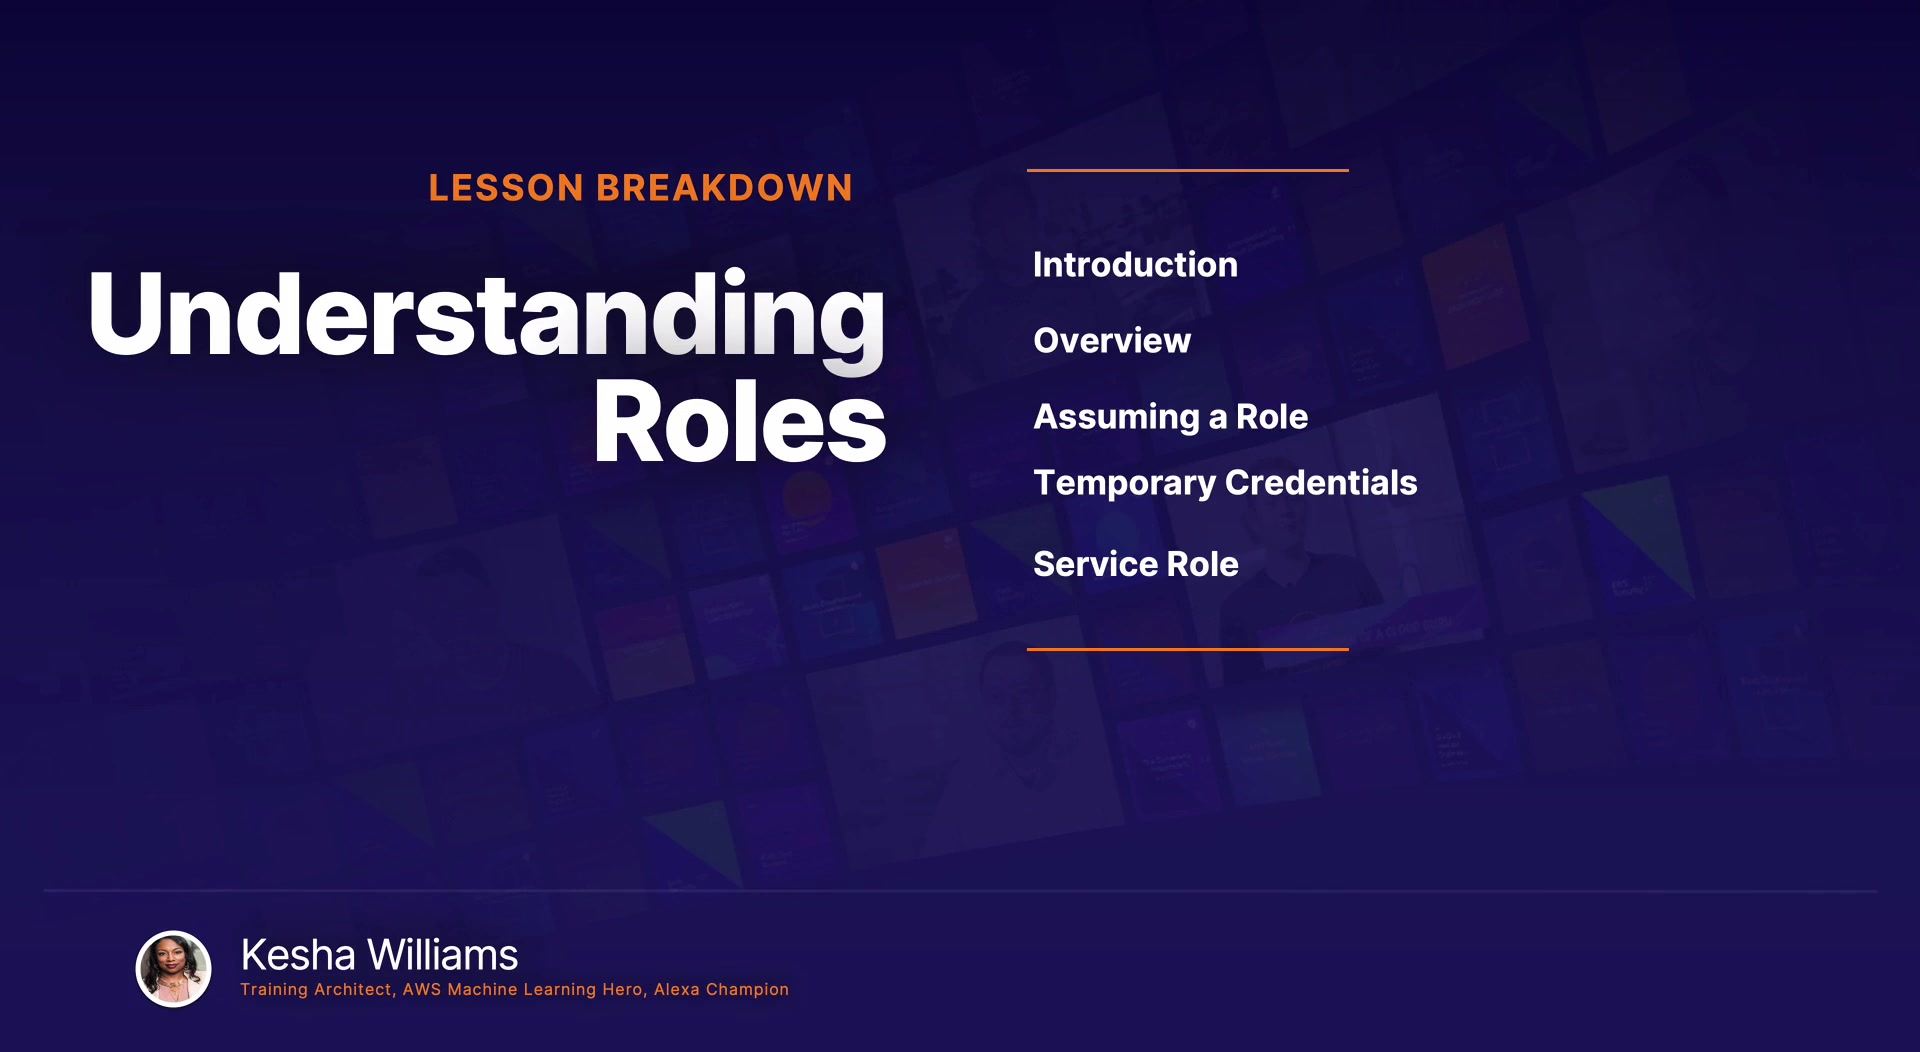 LESSON BREAKDOWN
Understanding
Roles
Introduction
Overview
Assuming a Role
Temporary Credentials
Service Role
Kesha Williams
Training Architect, AWS Machine Learning Hero, Alexa Champion